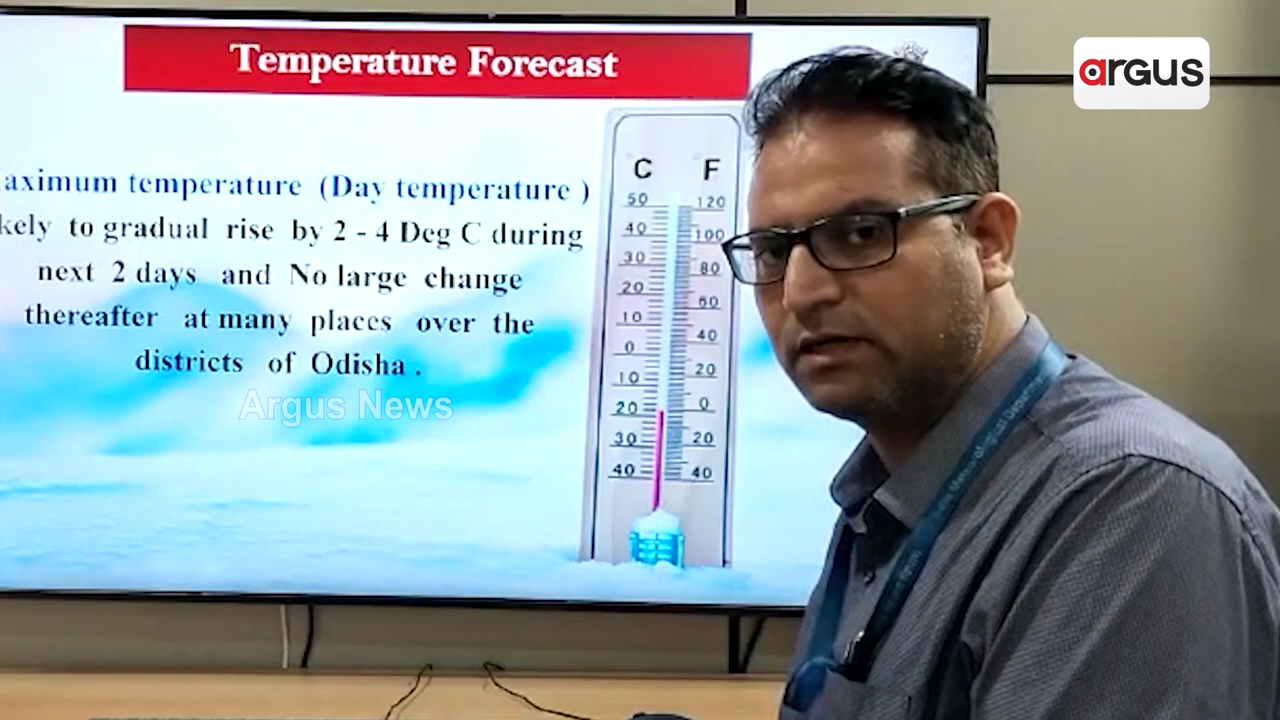 Temperature Forecast
argus
aximum temperature (Day temperature )
kely to gradual rise by 2 - 4 Deg C during
next 2 days and No large change
thereafter at many places over the
districts of Odisha .
Argus News
C F
50 120
40 100
30 80
20 60
10 40
0
10 20
20 0
30 20
40 40